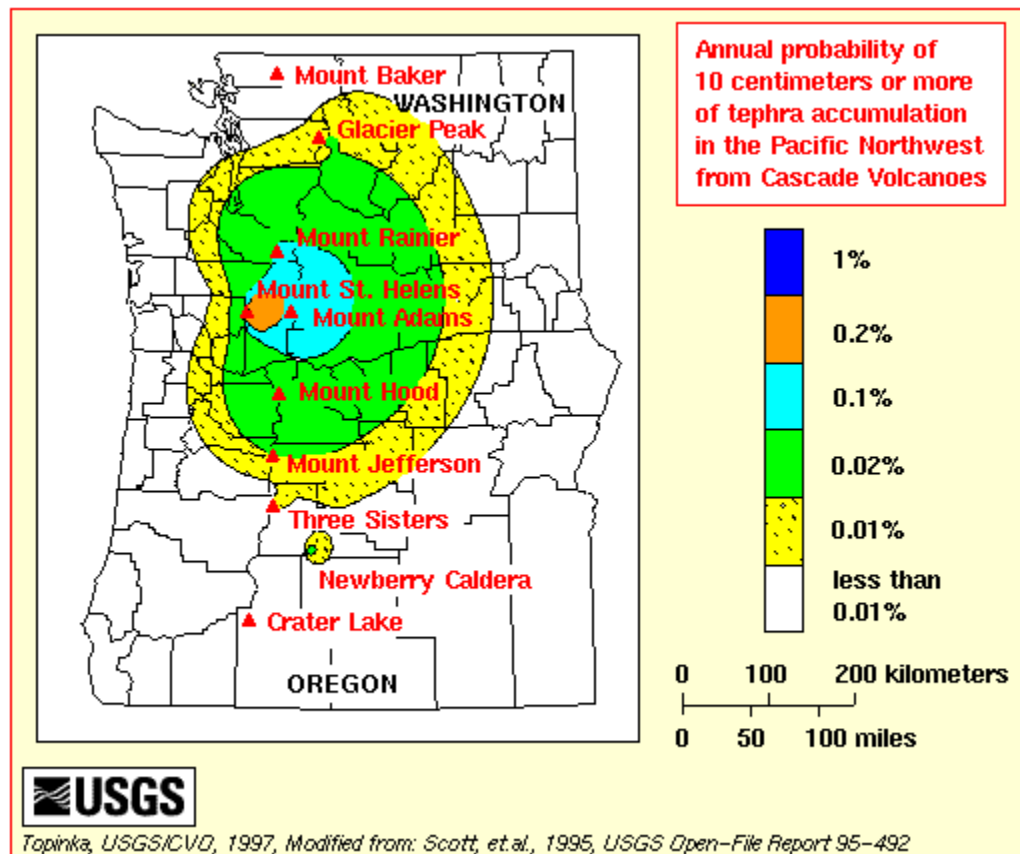 Mount Baker
WASHINGTON
Glacier Peak
Mount Rainier
Mount St. Helens
Mount Adams
Mount Hood
Mount Jefferson
Three Sisters
Newberry Caldera
Crater Lake
OREGON
Annual probability of
10 centimeters or more
of tephra accumulation
in the Pacific Northwest
from Cascade Volcanoes
1%
0.2%
0.1%
0.02%
0.01%
less than
0.01%
0 100 200 kilometers
0 50 100 miles
USGS
Topinka, USGS/CVO, 1997, Modified from: Scott, et.al., 1995, USGS Open-File Report 95-492